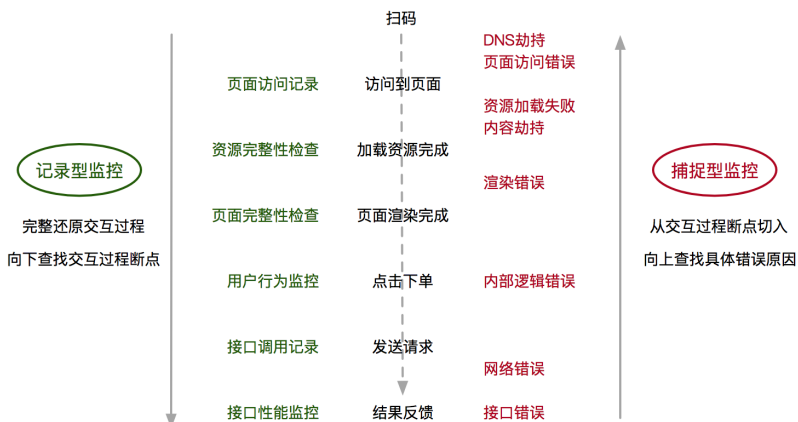 扫码
DNS劫持
页面访问错误
页面访问记录
访问到页面
资源加载失败
内容劫持
资源完整性检查
加载资源完成
记录型监控
捕捉型监控
渲染错误
页面完整性检查
页面渲染完成
完整还原交互过程
从交互过程断点切入
向下查找交互过程断点
向上查找具体错误原因
用户行为监控
点击下单
内部逻辑错误
接口调用记录
发送请求
网络错误
接口性能监控
结果反馈
接口错误